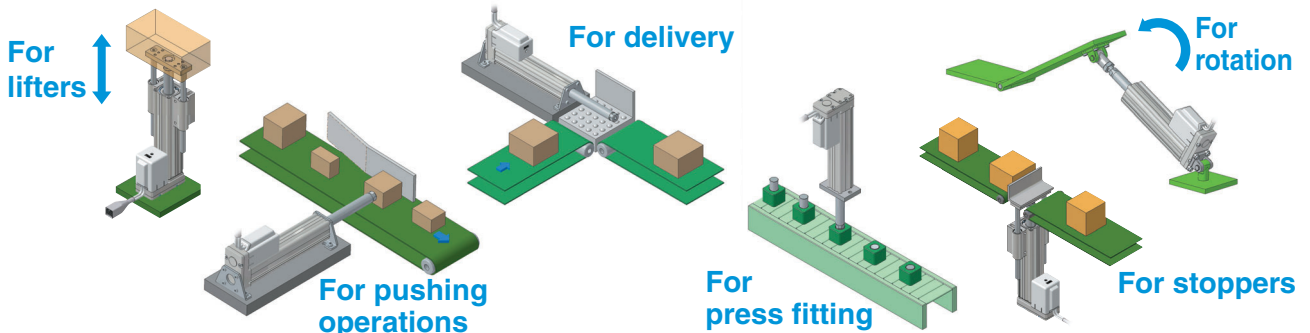 For
lifters
For pushing
operations
For delivery
For
press fitting
For
rotation
For stoppers